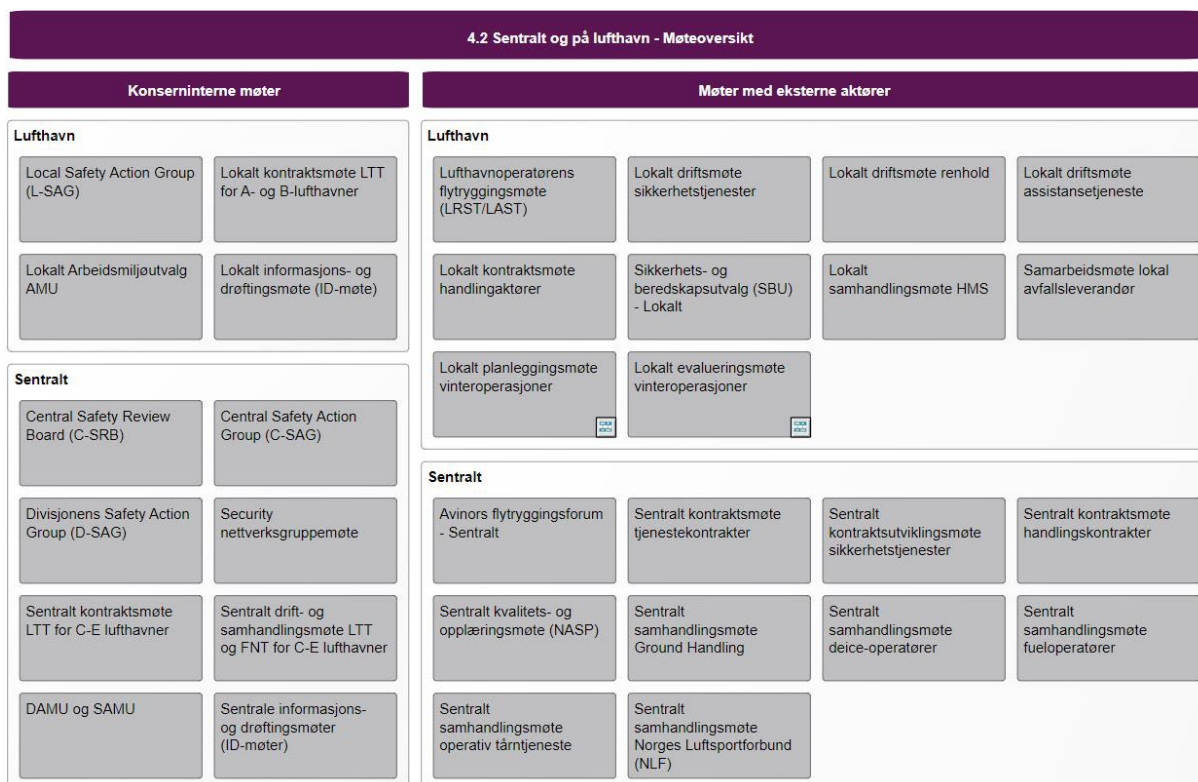 4.2 Sentralt og på lufthavn - Møteoversikt
Konserninterne møter
Lufthavn
Local Safety Action Group
(L-SAG)
Lokalt kontraktsmøte LTT
for A- og B-lufthavner
Lokalt Arbeidsmiljøutvalg
AMU
Lokalt informasjons- og
drøftingsmøte (ID-møte)
Sentralt
Central Safety Review
Board (C-SRB)
Central Safety Action
Group (C-SAG)
Divisjonens Safety Action
Group (D-SAG)
Security
nettverksgruppemøte
Sentralt kontraktsmøte
LTT for C-E lufthavner
Sentralt drift- og
samhandlingsmøte LTT
og FNT for C-E lufthavner
DAMU og SAMU
Sentrale informasjons-
og drøftingsmøter
(ID-møter)
Møter med eksterne aktører
Lufthavn
Lufthavnoperatørens
flytryggingsmøte
(LRST/LAST)
Lokalt driftsmøte
sikkerhetstjenester
Lokalt driftsmøte renhold
Lokalt driftsmøte
assistansetjeneste
Lokalt kontraktsmøte
handlingaktører
Sikkerhets- og
beredskapsutvalg (SBU)
- Lokalt
Lokalt
samhandlingsmøte HMS
Samarbeidsmøte lokal
avfallsleverandør
Lokalt planleggingsmøte
vinteroperasjoner
Lokalt evalueringsmøte
vinteroperasjoner
Sentralt
Avinors flytryggingsforum
- Sentralt
Sentralt kontraktsmøte
tjenestekontrakter
Sentralt
kontraktsutviklingsmøte
sikkerhetstjenester
Sentralt kontraktsmøte
handlingskontrakter
Sentralt kvalitets- og
opplæringsmøte (NASP)
Sentralt
samhandlingsmøte
Ground Handling
Sentralt
samhandlingsmøte
deice-operatører
Sentralt
samhandlingsmøte
fueloperatører
Sentralt
samhandlingsmøte
operativ tårntjeneste
Sentralt
samhandlingsmøte
Norges Luftsportforbund
(NLF)